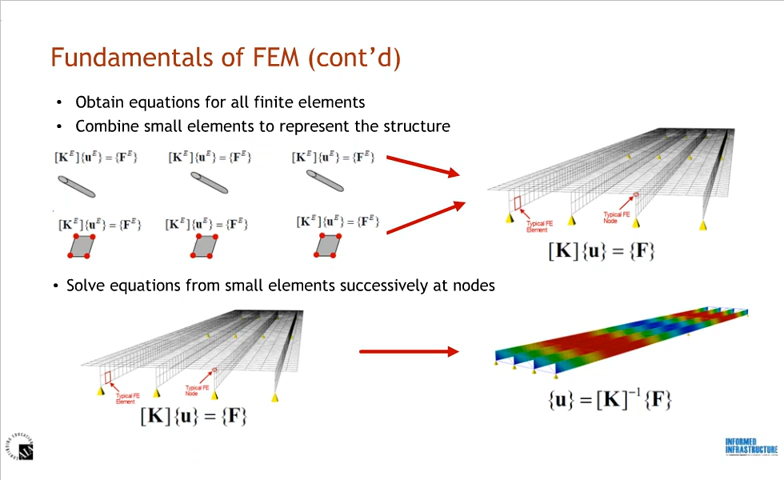 Fundamentals of FEM (cont'd)
• Obtain equations for all finite elements
• Combine small elements to represent the structure
[K^E]{u^E} = {F^E} [K^E]{u^E} = {F^E} [K^E]{u^E} = {F^E}
[K^E]{u^E} = {F^E} [K^E]{u^E} = {F^E} [K^E]{u^E} = {F^E}
Typical FE
Element
Typical FE
Node
[K]{u} = {F}
• Solve equations from small elements successively at nodes
Typical FE
Element
Typical FE
Node
[K]{u} = {F}
{u} = [K]^-1 {F}
CONTINUING EDUCATION
INFORMED
INFRASTRUCTURE